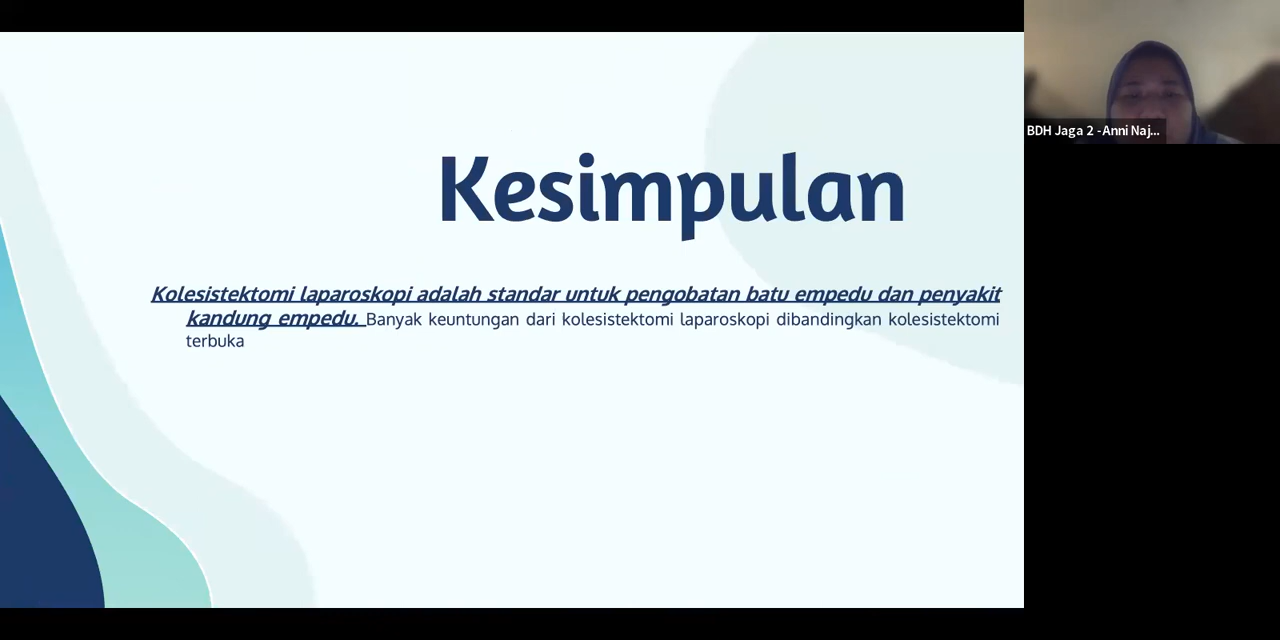 Kesimpulan
Kolesistektomi laparoskopi adalah standar untuk pengobatan batu empedu dan penyakit
kandung empedu. Banyak keuntungan dari kolesistektomi laparoskopi dibandingkan kolesistektomi
terbuka
BDH Jaga 2 -Anni Naj...